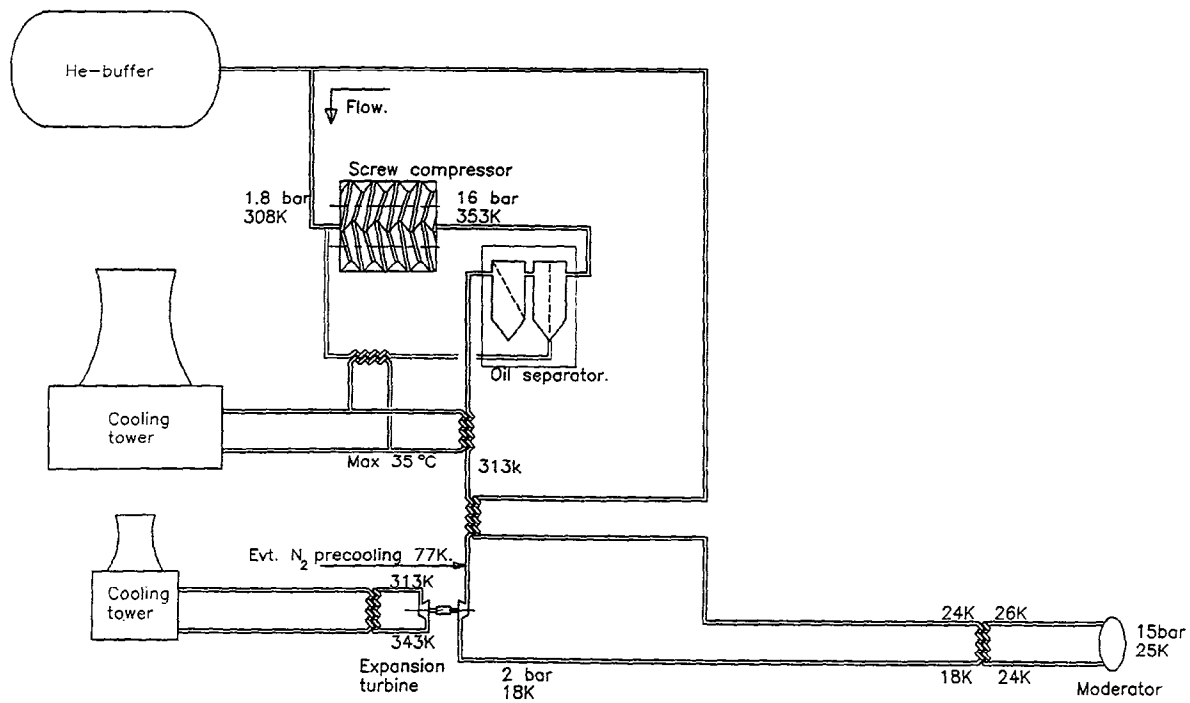 He-buffer
Flow.
Screw compressor
1.8 bar
308K
16 bar
353K
Oil separator.
Cooling
tower
Max 35 °C
313k
Evt. N2 precooling 77K.
313K
Cooling
tower
343K
Expansion
turbine
2 bar
18K
24K
26K
18K
24K
15bar
25K
Moderator